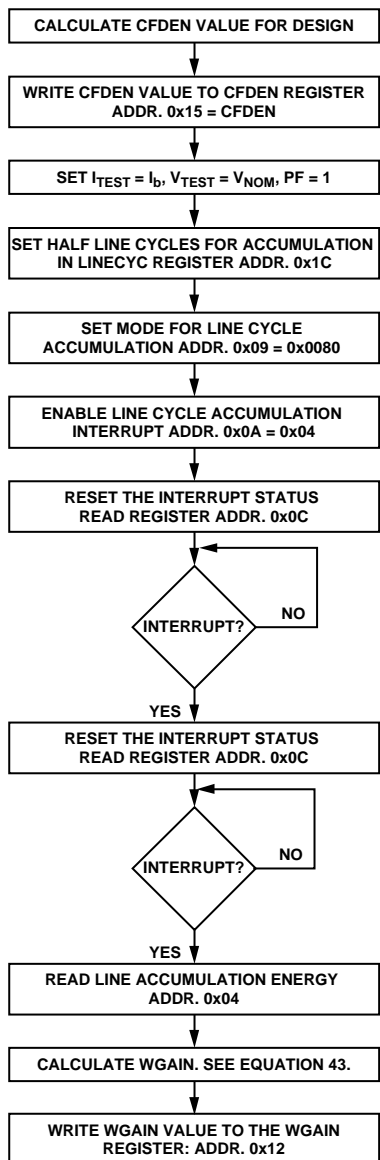 CALCULATE CFDEN VALUE FOR DESIGN
WRITE CFDEN VALUE TO CFDEN REGISTER
ADDR. 0x15 = CFDEN
SET I_TEST = I_b, V_TEST = V_NOM, PF = 1
SET HALF LINE CYCLES FOR ACCUMULATION
IN LINECYC REGISTER ADDR. 0x1C
SET MODE FOR LINE CYCLE
ACCUMULATION ADDR. 0x09 = 0x0080
ENABLE LINE CYCLE ACCUMULATION
INTERRUPT ADDR. 0x0A = 0x04
RESET THE INTERRUPT STATUS
READ REGISTER ADDR. 0x0C
INTERRUPT?
NO
YES
RESET THE INTERRUPT STATUS
READ REGISTER ADDR. 0x0C
INTERRUPT?
NO
YES
READ LINE ACCUMULATION ENERGY
ADDR. 0x04
CALCULATE WGAIN. SEE EQUATION 43.
WRITE WGAIN VALUE TO THE WGAIN
REGISTER: ADDR. 0x12